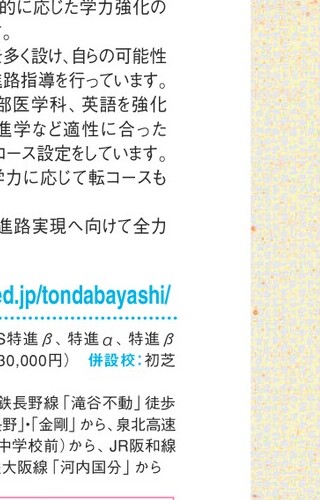 的に応じた学力強化の
。
多く設け、自らの可能性
進路指導を行っています。
部医学科、英語を強化
進学など適性に合った
コース設定をしています。
学力に応じて転コースも
進路実現へ向けて全力
ed.jp/tondabayashi/
S特進β、特進α、特進β
30,000円） 併設校：初芝
鉄長野線「滝谷不動」徒歩
野」・「金剛」から、泉北高速
中学校前）から、JR阪和線
大阪線「河内国分」から